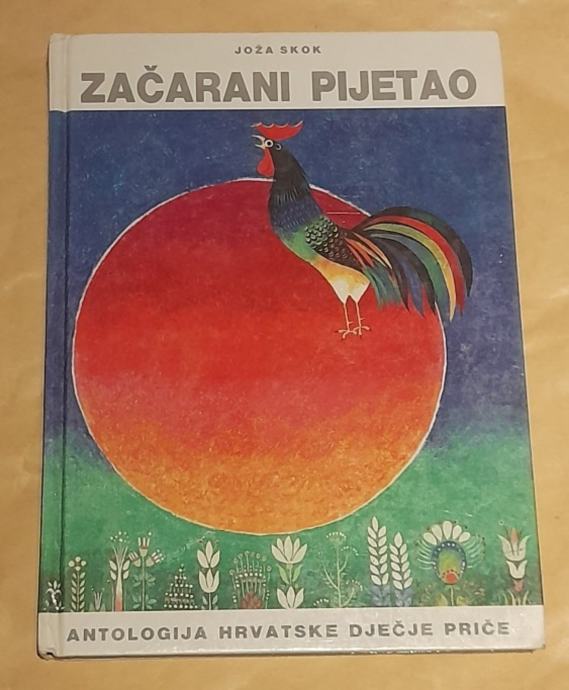 JOŽA SKOK
ZAČARANI PIJETAO
ANTOLOGIJA HRVATSKE DJEČJE PRIČE